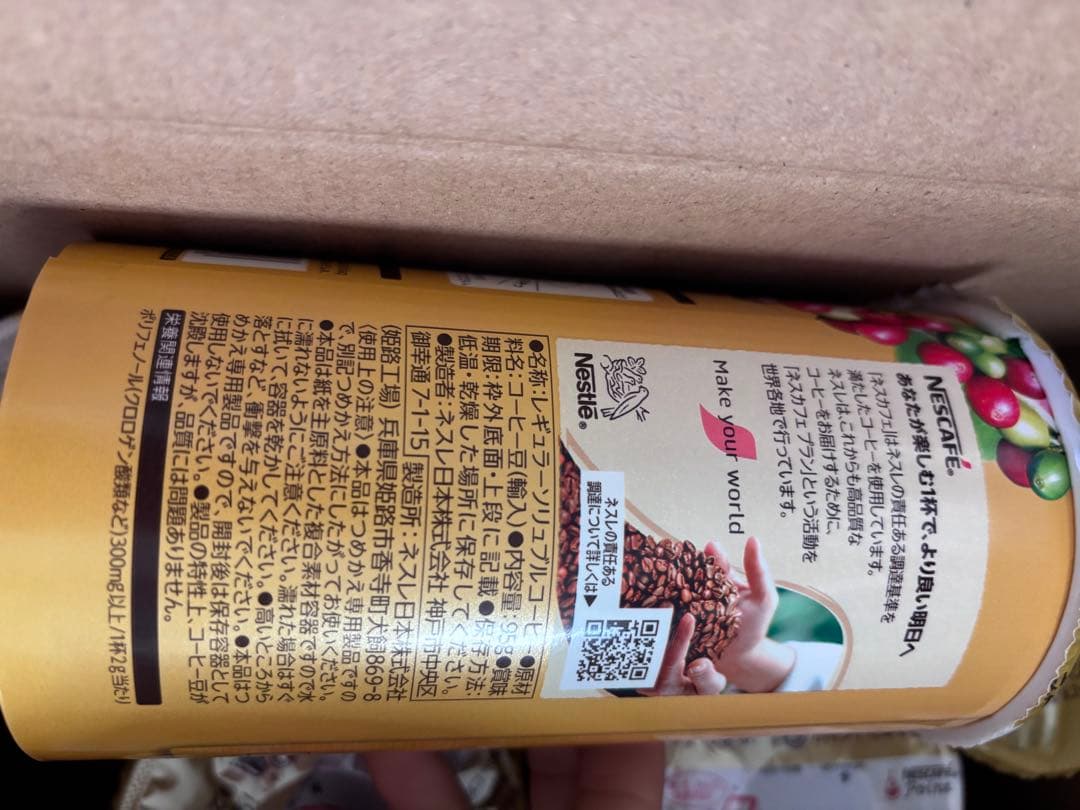 NESCAFÉ®
あなたが楽しむ1杯で、より良い明日へ
「ネスカフェ」はネスレの責任ある調達基準を
満たしたコーヒーを使用しています。
ネスレは、これからも高品質な
コーヒーをお届けするために、
「ネスカフェ プラン」という活動を
世界各地で行っています。
Make your world
Nestlé®
ネスレの責任ある
調達について詳しくは▶
●名称:レギュラーソリュブルコーヒー ●原材
料名:コーヒー豆(輸入) ●内容量:95g ●賞味
期限:枠外底面・上段に記載 ●保存方法:
低温・乾燥した場所に保存してください。
●製造者:ネスレ日本株式会社 神戸市中央区
御幸通7-1-15 製造所:ネスレ日本株式会社
(姫路工場) 兵庫県姫路市香寺町犬飼869-8
〈使用上の注意〉●本品はつめかえ専用製品ですの
で、別記つめかえ方法にしたがってお使いください。
●本品は紙を主原料とした複合素材容器ですので水
に濡れないようにご注意ください。濡れた場合はすぐ
に拭いて、容器を乾かしてください。●高いところから
落とすなど、衝撃を与えないでください。●本品はつ
めかえ専用製品ですので、開封後は保存容器として
使用しないでください。●製品の特性上、コーヒー豆が
沈殿しますが、品質には問題ありません。
栄養関連情報
ポリフェノール(クロロゲン酸類など)300mg以上/1杯2g当たり